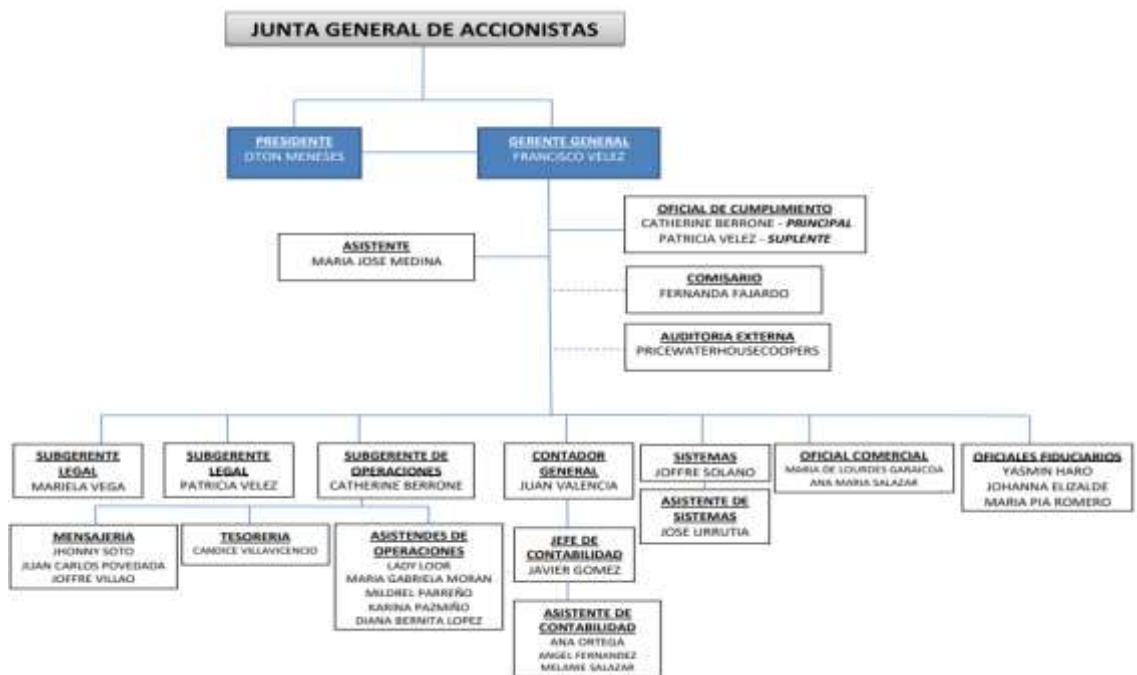 JUNTA GENERAL DE ACCIONISTAS
PRESIDENTE
DTON MENESES
GERENTE GENERAL
FRANCISCO VELEZ
OFICIAL DE CUMPLIMIENTO
CATHERINE BERRONE - PRINCIPAL
PATRICIA VELEZ - SUPLENTE
ASISTENTE
MARIA JOSE MEDINA
COMISARIO
FERNANDA FAJARDO
AUDITORIA EXTERNA
PRICEWATERHOUSECOOPERS
SUBGERENTE
LEGAL
MARIELA VEGA
SUBGERENTE
LEGAL
PATRICIA VELEZ
SUBGERENTE DE
OPERACIONES
CATHERINE BERRONE
CONTADOR
GENERAL
JUAN VALENCIA
SISTEMAS
JOFFRE SOLANO
OFICIAL COMERCIAL
MARIA DE LOURDES GARAICOA
ANA MARIA SALAZAR
OFICIALES FIDUCIARIOS
YASMIN HARO
JOHANNA ELIZALDE
MARIA PIA ROMERO
MENSAJERIA
JHONNY SOTO
JUAN CARLOS POVEDADA
JOFFRE VILLAO
TESORERIA
CANDICE VILLAVICENCIO
ASISTENDES DE
OPERACIONES
LADY LOOR
MARIA GABRIELA MORAN
MILDREL PARREÑO
KARINA PAZMIÑO
DIANA BERNITA LOPEZ
JEFE DE
CONTABILIDAD
JAVIER GOMEZ
ASISTENTE DE
SISTEMAS
JOSE URRUTIA
ASISTENTE DE
CONTABILIDAD
ANA ORTEGA
ANGEL FERNANDEZ
MELANIE SALAZAR